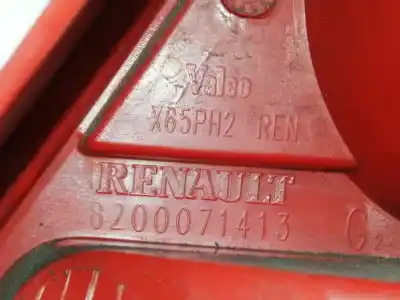 Valeo
X65PH2 REN
RENAULT
8200071413